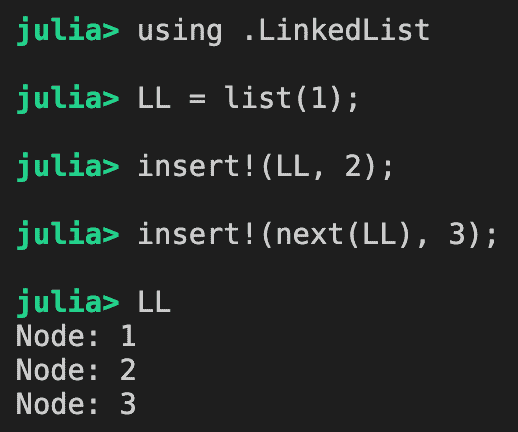 julia> using .LinkedList
julia> LL = list(1);
julia> insert!(LL, 2);
julia> insert!(next(LL), 3);
julia> LL
Node: 1
Node: 2
Node: 3